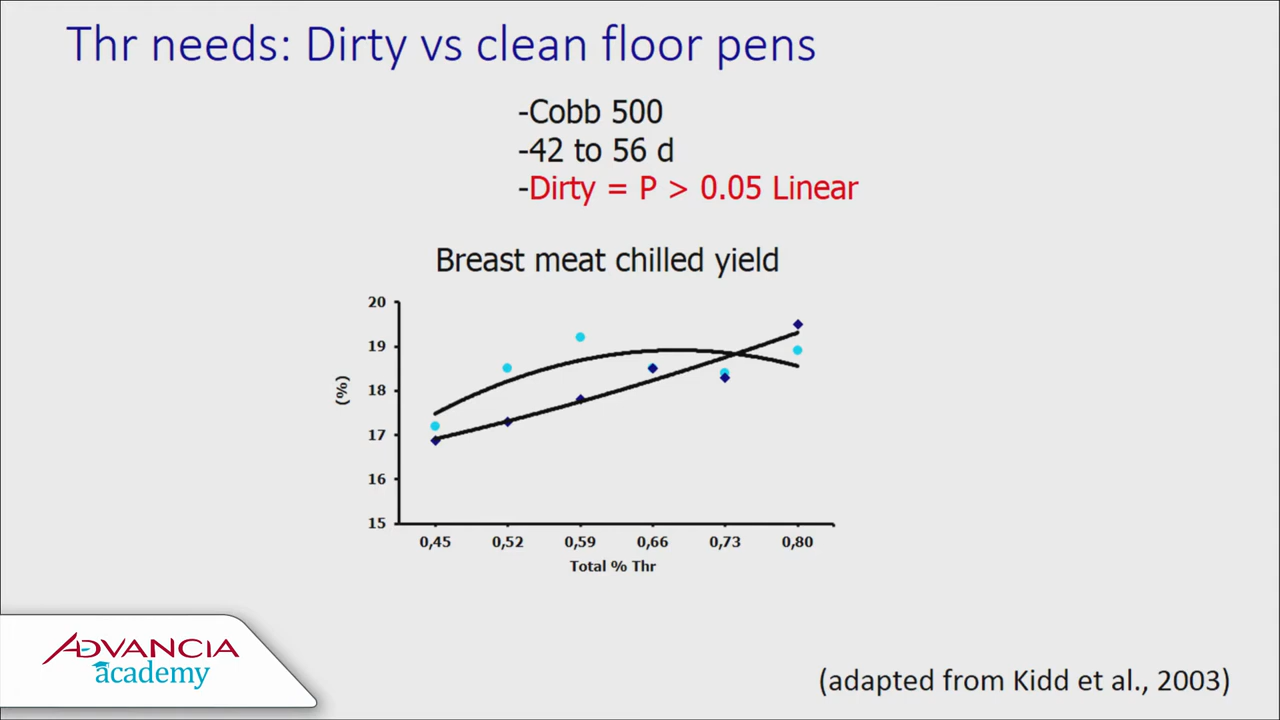 Thr needs: Dirty vs clean floor pens
-Cobb 500
-42 to 56 d
-Dirty = P > 0.05 Linear
Breast meat chilled yield
20
19
18
17
16
15
(%)
0,45 0,52 0,59 0,66 0,73 0,80
Total % Thr
ADVANCIA
academy
(adapted from Kidd et al., 2003)